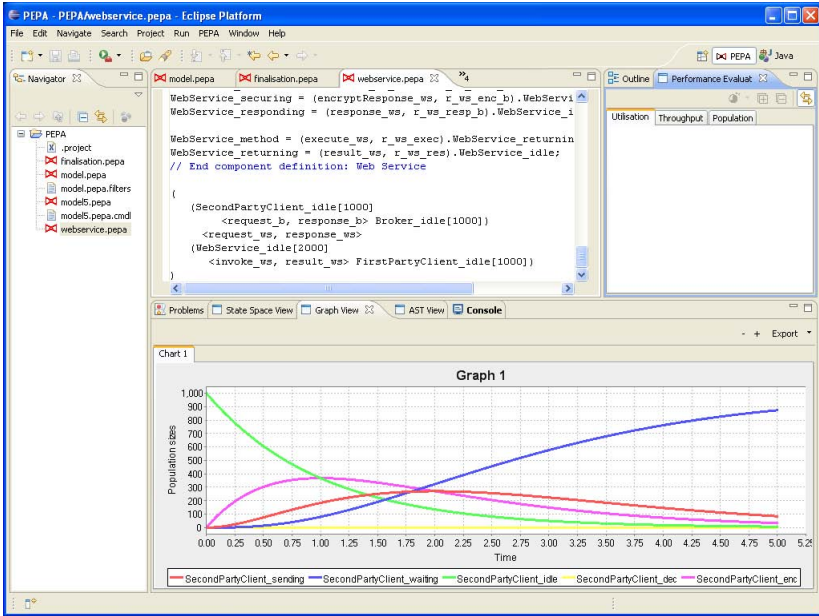 PEPA - PEPA/webservice.pepa - Eclipse Platform
File Edit Navigate Search Project Run PEPA Window Help
PEPA Java
Navigator
PEPA
.project
finalisation.pepa
model.pepa
model.pepa.filters
model5.pepa
model5.pepa.cmdl
webservice.pepa
model.pepa finalisation.pepa webservice.pepa »4
WebService_securing = (encryptResponse_ws, r_ws_enc_b).WebServi
WebService_responding = (response_ws, r_ws_resp_b).WebService_i
WebService_method = (execute_ws, r_ws_exec).WebService_returnin
WebService_returning = (result_ws, r_ws_res).WebService_idle;
// End component definition: Web Service
(
(SecondPartyClient_idle[1000]
<request_b, response_b> Broker_idle[1000])
<request_ws, response_ws>
(WebService_idle[2000]
<invoke_ws, result_ws> FirstPartyClient_idle[1000])
)
Outline Performance Evaluat
Utilisation Throughput Population
Problems State Space View Graph View AST View Console
- + Export
Chart 1
Graph 1
Population sizes
1,000
900
800
700
600
500
400
300
200
100
0
0.00 0.25 0.50 0.75 1.00 1.25 1.50 1.75 2.00 2.25 2.50 2.75 3.00 3.25 3.50 3.75 4.00 4.25 4.50 4.75 5.00 5.25
Time
SecondPartyClient_sending SecondPartyClient_waiting SecondPartyClient_idle SecondPartyClient_dec SecondPartyClient_enc